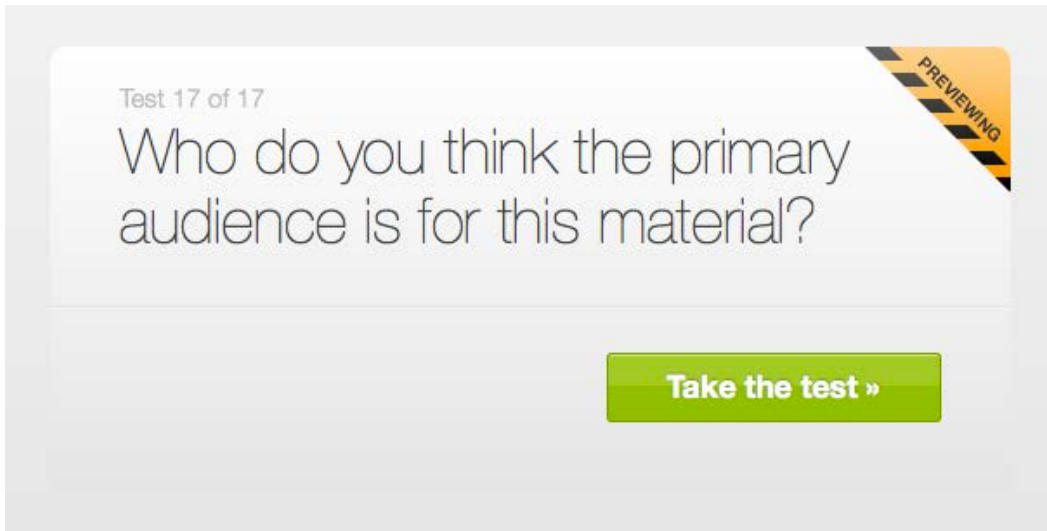 Test 17 of 17
PREVIEWING
Who do you think the primary
audience is for this material?
Take the test »